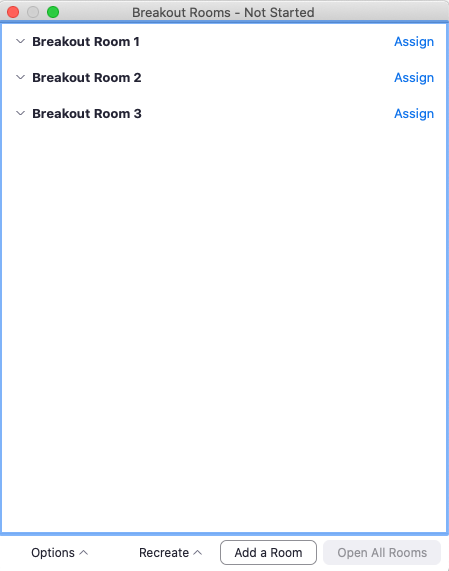 Breakout Rooms - Not Started
Breakout Room 1 Assign
Breakout Room 2 Assign
Breakout Room 3 Assign
Options Recreate Add a Room Open All Rooms